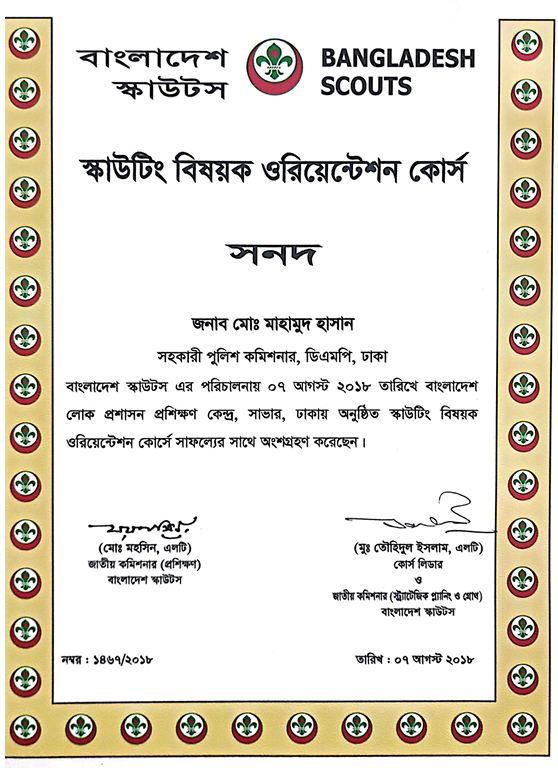 বাংলাদেশ স্কাউটস
BANGLADESH SCOUTS
স্কাউটিং বিষয়ক ওরিয়েন্টেশন কোর্স
সনদ
জনাব মোঃ মাহামুদ হাসান
সহকারী পুলিশ কমিশনার, ডিএমপি, ঢাকা
বাংলাদেশ স্কাউটস এর পরিচালনায় ০৭ আগস্ট ২০১৮ তারিখে বাংলাদেশ
লোক প্রশাসন প্রশিক্ষণ কেন্দ্র, সাভার, ঢাকায় অনুষ্ঠিত স্কাউটিং বিষয়ক
ওরিয়েন্টেশন কোর্সে সাফল্যের সাথে অংশগ্রহণ করেছেন।
(মোঃ মহসিন, এলটি)
জাতীয় কমিশনার (প্রশিক্ষণ)
বাংলাদেশ স্কাউটস
(মুঃ তৌহিদুল ইসলাম, এলটি)
কোর্স লিডার
ও
জাতীয় কমিশনার (স্ট্র্যাটেজিক প্ল্যানিং ও গ্রোথ)
বাংলাদেশ স্কাউটস
নম্বর : ১৪৬৭/২০১৮
তারিখ : ০৭ আগস্ট ২০১৮